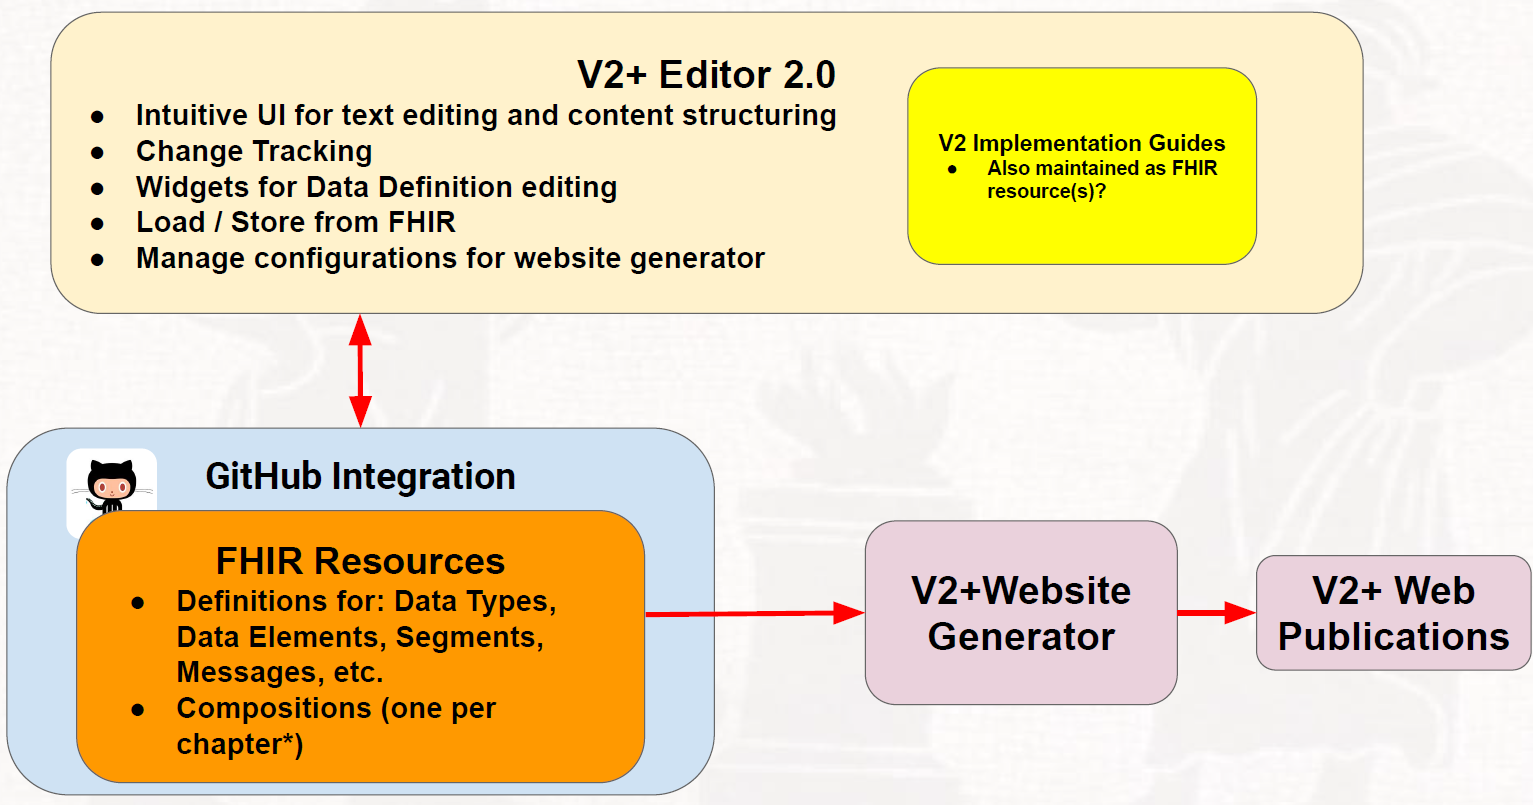 V2+ Editor 2.0
● Intuitive UI for text editing and content structuring
● Change Tracking
● Widgets for Data Definition editing
● Load / Store from FHIR
● Manage configurations for website generator
V2 Implementation Guides
● Also maintained as FHIR
resource(s)?
GitHub Integration
FHIR Resources
● Definitions for: Data Types,
Data Elements, Segments,
Messages, etc.
● Compositions (one per
chapter*)
V2+Website
Generator
V2+ Web
Publications